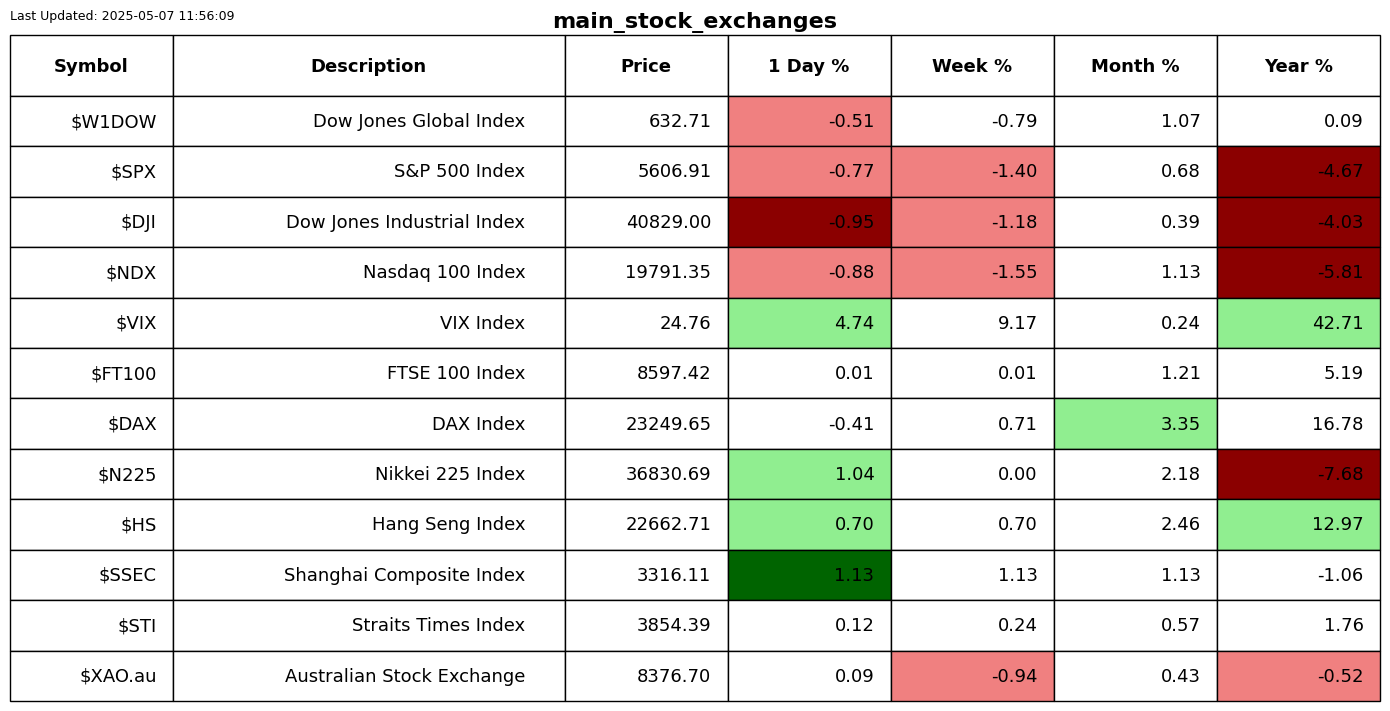 Last Updated: 2025-05-07 11:56:09
main_stock_exchanges
Symbol Description Price 1 Day % Week % Month % Year %
$W1DOW Dow Jones Global Index 632.71 -0.51 -0.79 1.07 0.09
$SPX S&P 500 Index 5606.91 -0.77 -1.40 0.68 -4.67
$DJI Dow Jones Industrial Index 40829.00 -0.95 -1.18 0.39 -4.03
$NDX Nasdaq 100 Index 19791.35 -0.88 -1.55 1.13 -5.81
$VIX VIX Index 24.76 4.74 9.17 0.24 42.71
$FT100 FTSE 100 Index 8597.42 0.01 0.01 1.21 5.19
$DAX DAX Index 23249.65 -0.41 0.71 3.35 16.78
$N225 Nikkei 225 Index 36830.69 1.04 0.00 2.18 -7.68
$HS Hang Seng Index 22662.71 0.70 0.70 2.46 12.97
$SSEC Shanghai Composite Index 3316.11 1.13 1.13 1.13 -1.06
$STI Straits Times Index 3854.39 0.12 0.24 0.57 1.76
$XAO.au Australian Stock Exchange 8376.70 0.09 -0.94 0.43 -0.52